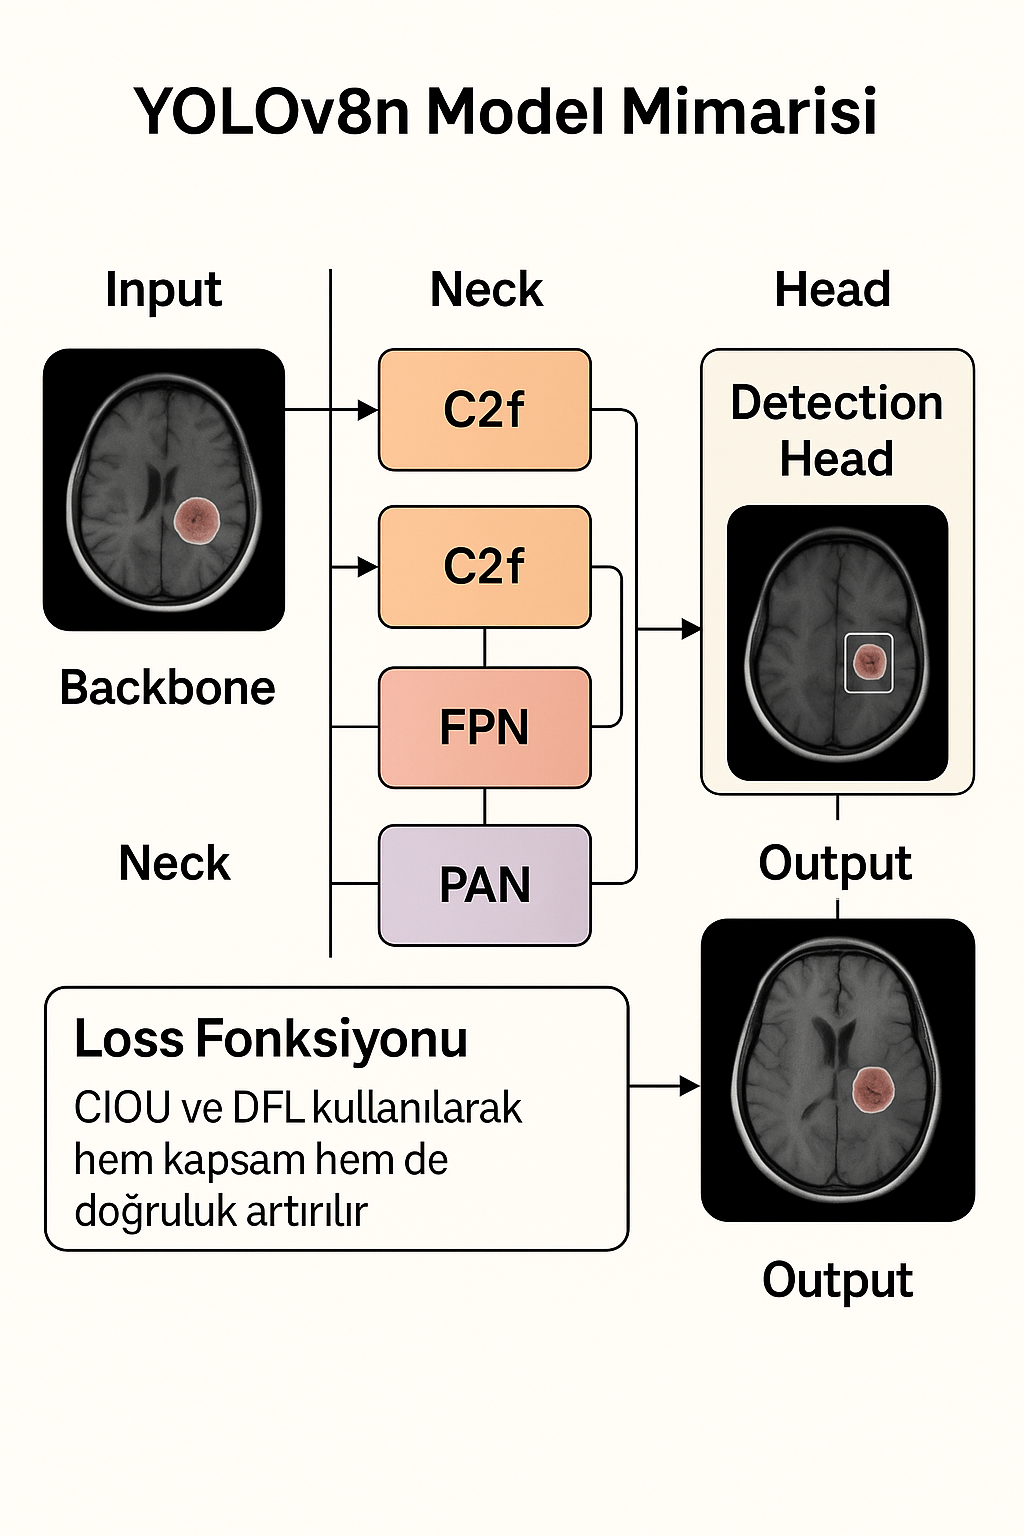 YOLOv8n Model Mimarisi
Input
Neck
Head
C2f
C2f
FPN
PAN
Detection
Head
Backbone
Neck
Output
Loss Fonksiyonu
CIOU ve DFL kullanılarak
hem kapsam hem de
doğruluk artırılır
Output